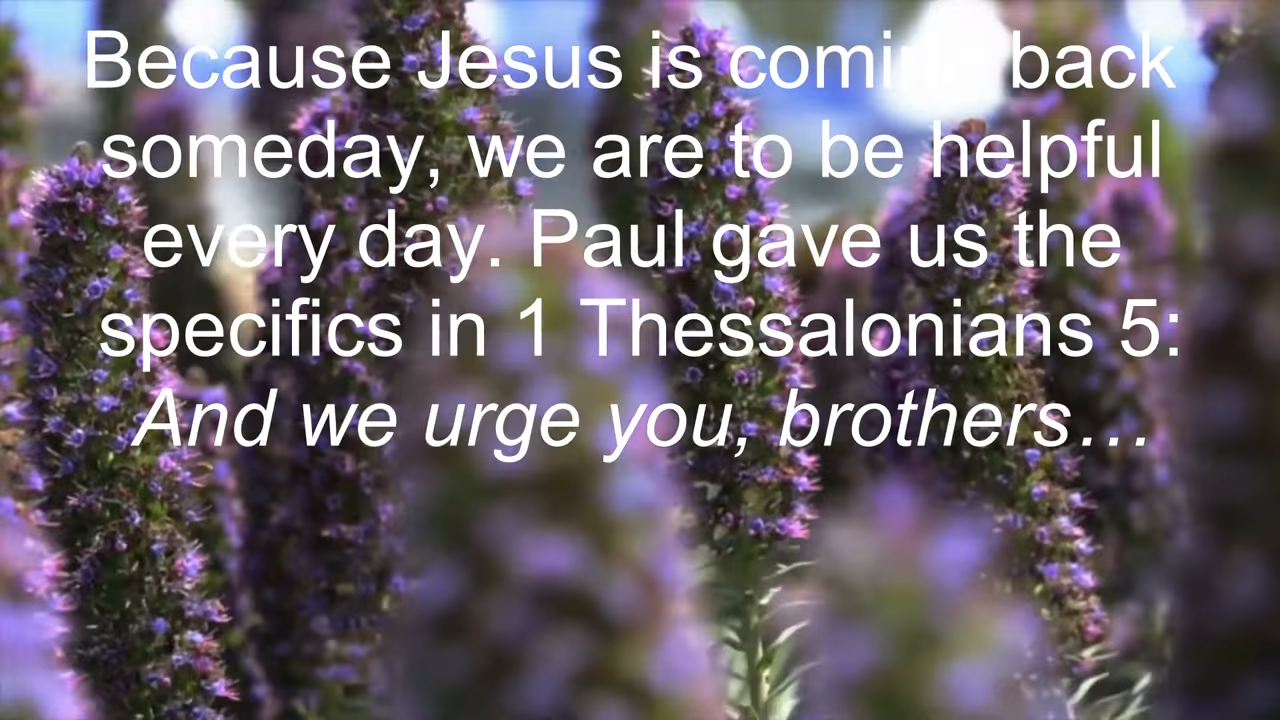 Because Jesus is coming back
someday, we are to be helpful
every day. Paul gave us the
specifics in 1 Thessalonians 5:
And we urge you, brothers…